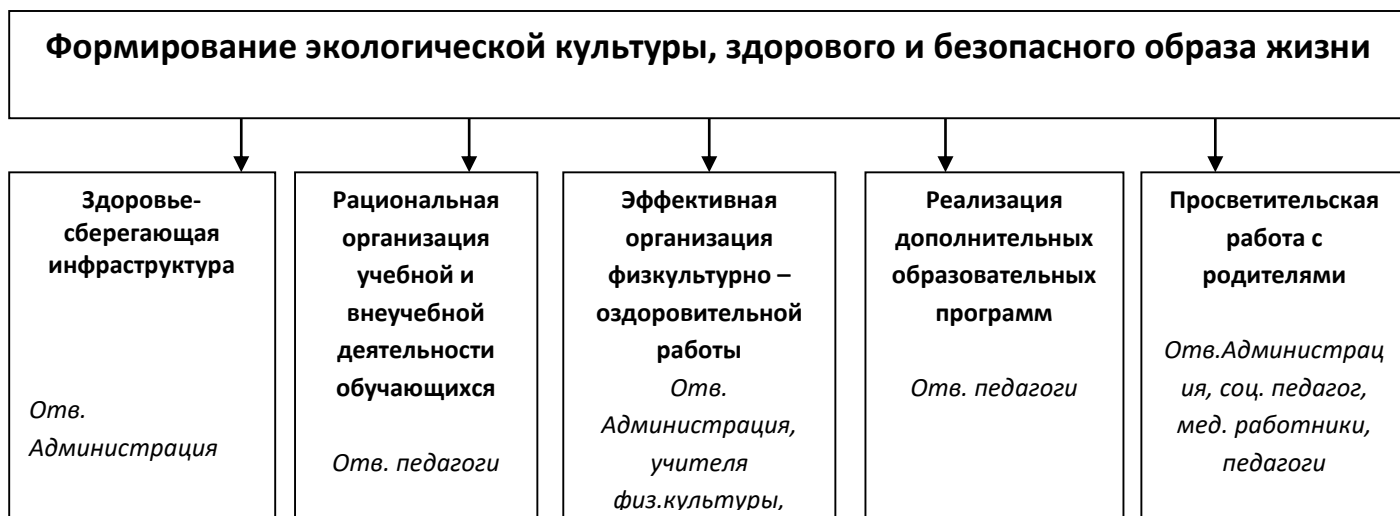 Формирование экологической культуры, здорового и безопасного образа жизни
Здоровье-
сберегающая
инфраструктура
Отв.
Администрация
Рациональная
организация
учебной и
внеучебной
деятельности
обучающихся
Отв. педагоги
Эффективная
организация
физкультурно –
оздоровительной
работы
Отв.
Администрация,
учителя
физ.культуры,
Реализация
дополнительных
образовательных
программ
Отв. педагоги
Просветительская
работа с
родителями
Отв.Администрац
ия, соц. педагог,
мед. работники,
педагоги